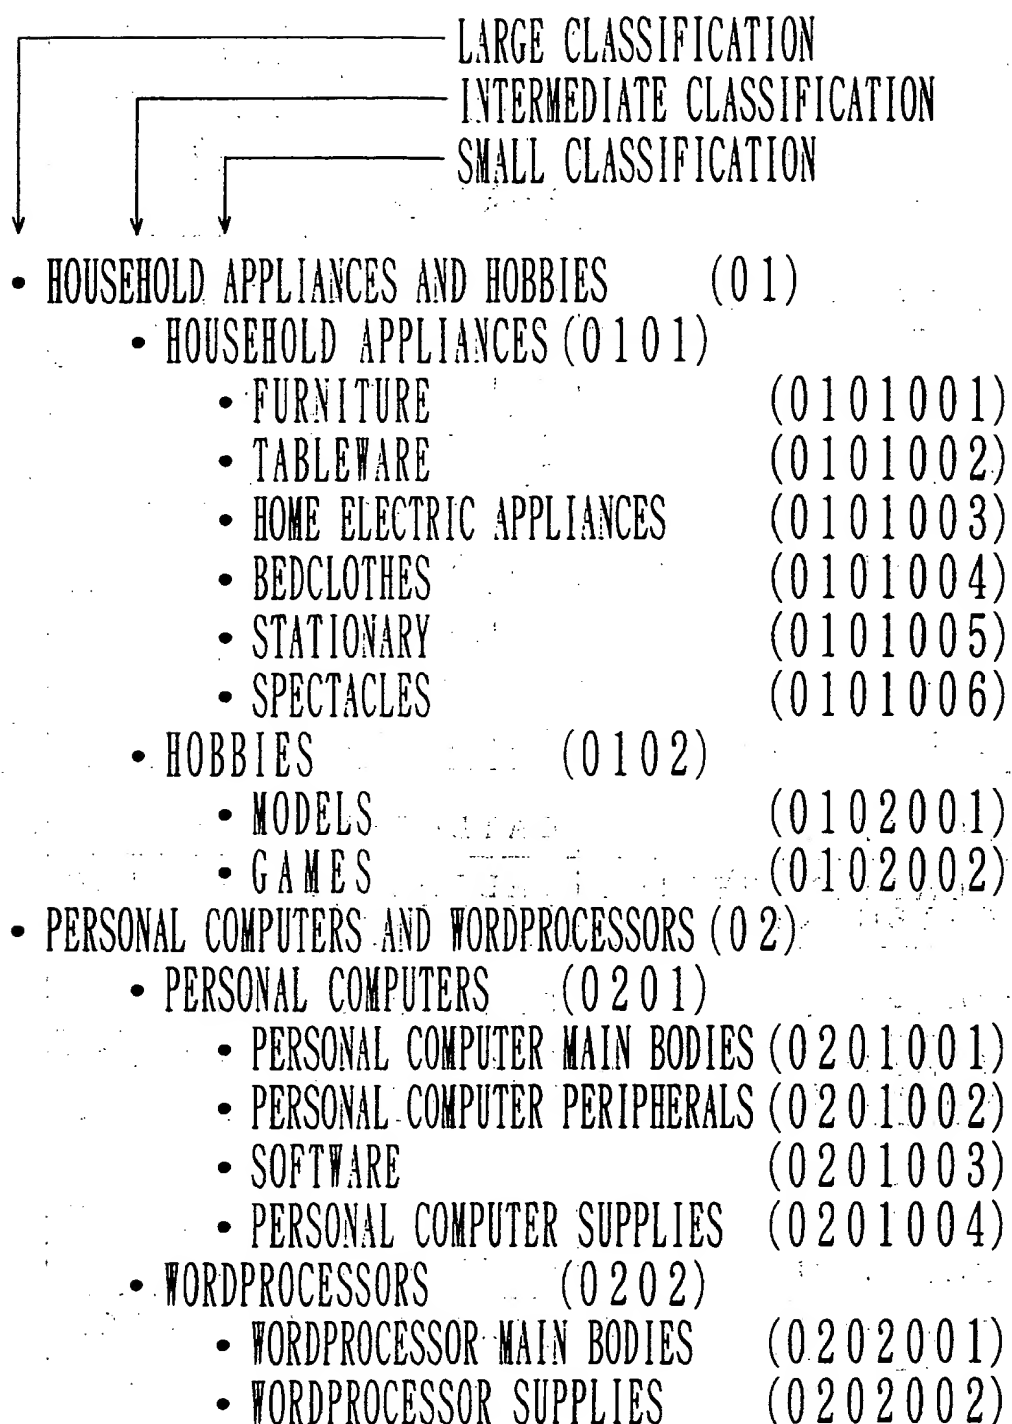 LARGE CLASSIFICATION
INTERMEDIATE CLASSIFICATION
SMALL CLASSIFICATION
• HOUSEHOLD APPLIANCES AND HOBBIES (01)
• HOUSEHOLD APPLIANCES (0101)
• FURNITURE (0101001)
• TABLEWARE (0101002)
• HOME ELECTRIC APPLIANCES (0101003)
• BEDCLOTHES (0101004)
• STATIONARY (0101005)
• SPECTACLES (0101006)
• HOBBIES (0102)
• MODELS (0102001)
• GAMES (0102002)
• PERSONAL COMPUTERS AND WORDPROCESSORS (02)
• PERSONAL COMPUTERS (0201)
• PERSONAL COMPUTER MAIN BODIES (0201001)
• PERSONAL COMPUTER PERIPHERALS (0201002)
• SOFTWARE (0201003)
• PERSONAL COMPUTER SUPPLIES (0201004)
• WORDPROCESSORS (0202)
• WORDPROCESSOR MAIN BODIES (0202001)
• WORDPROCESSOR SUPPLIES (0202002)